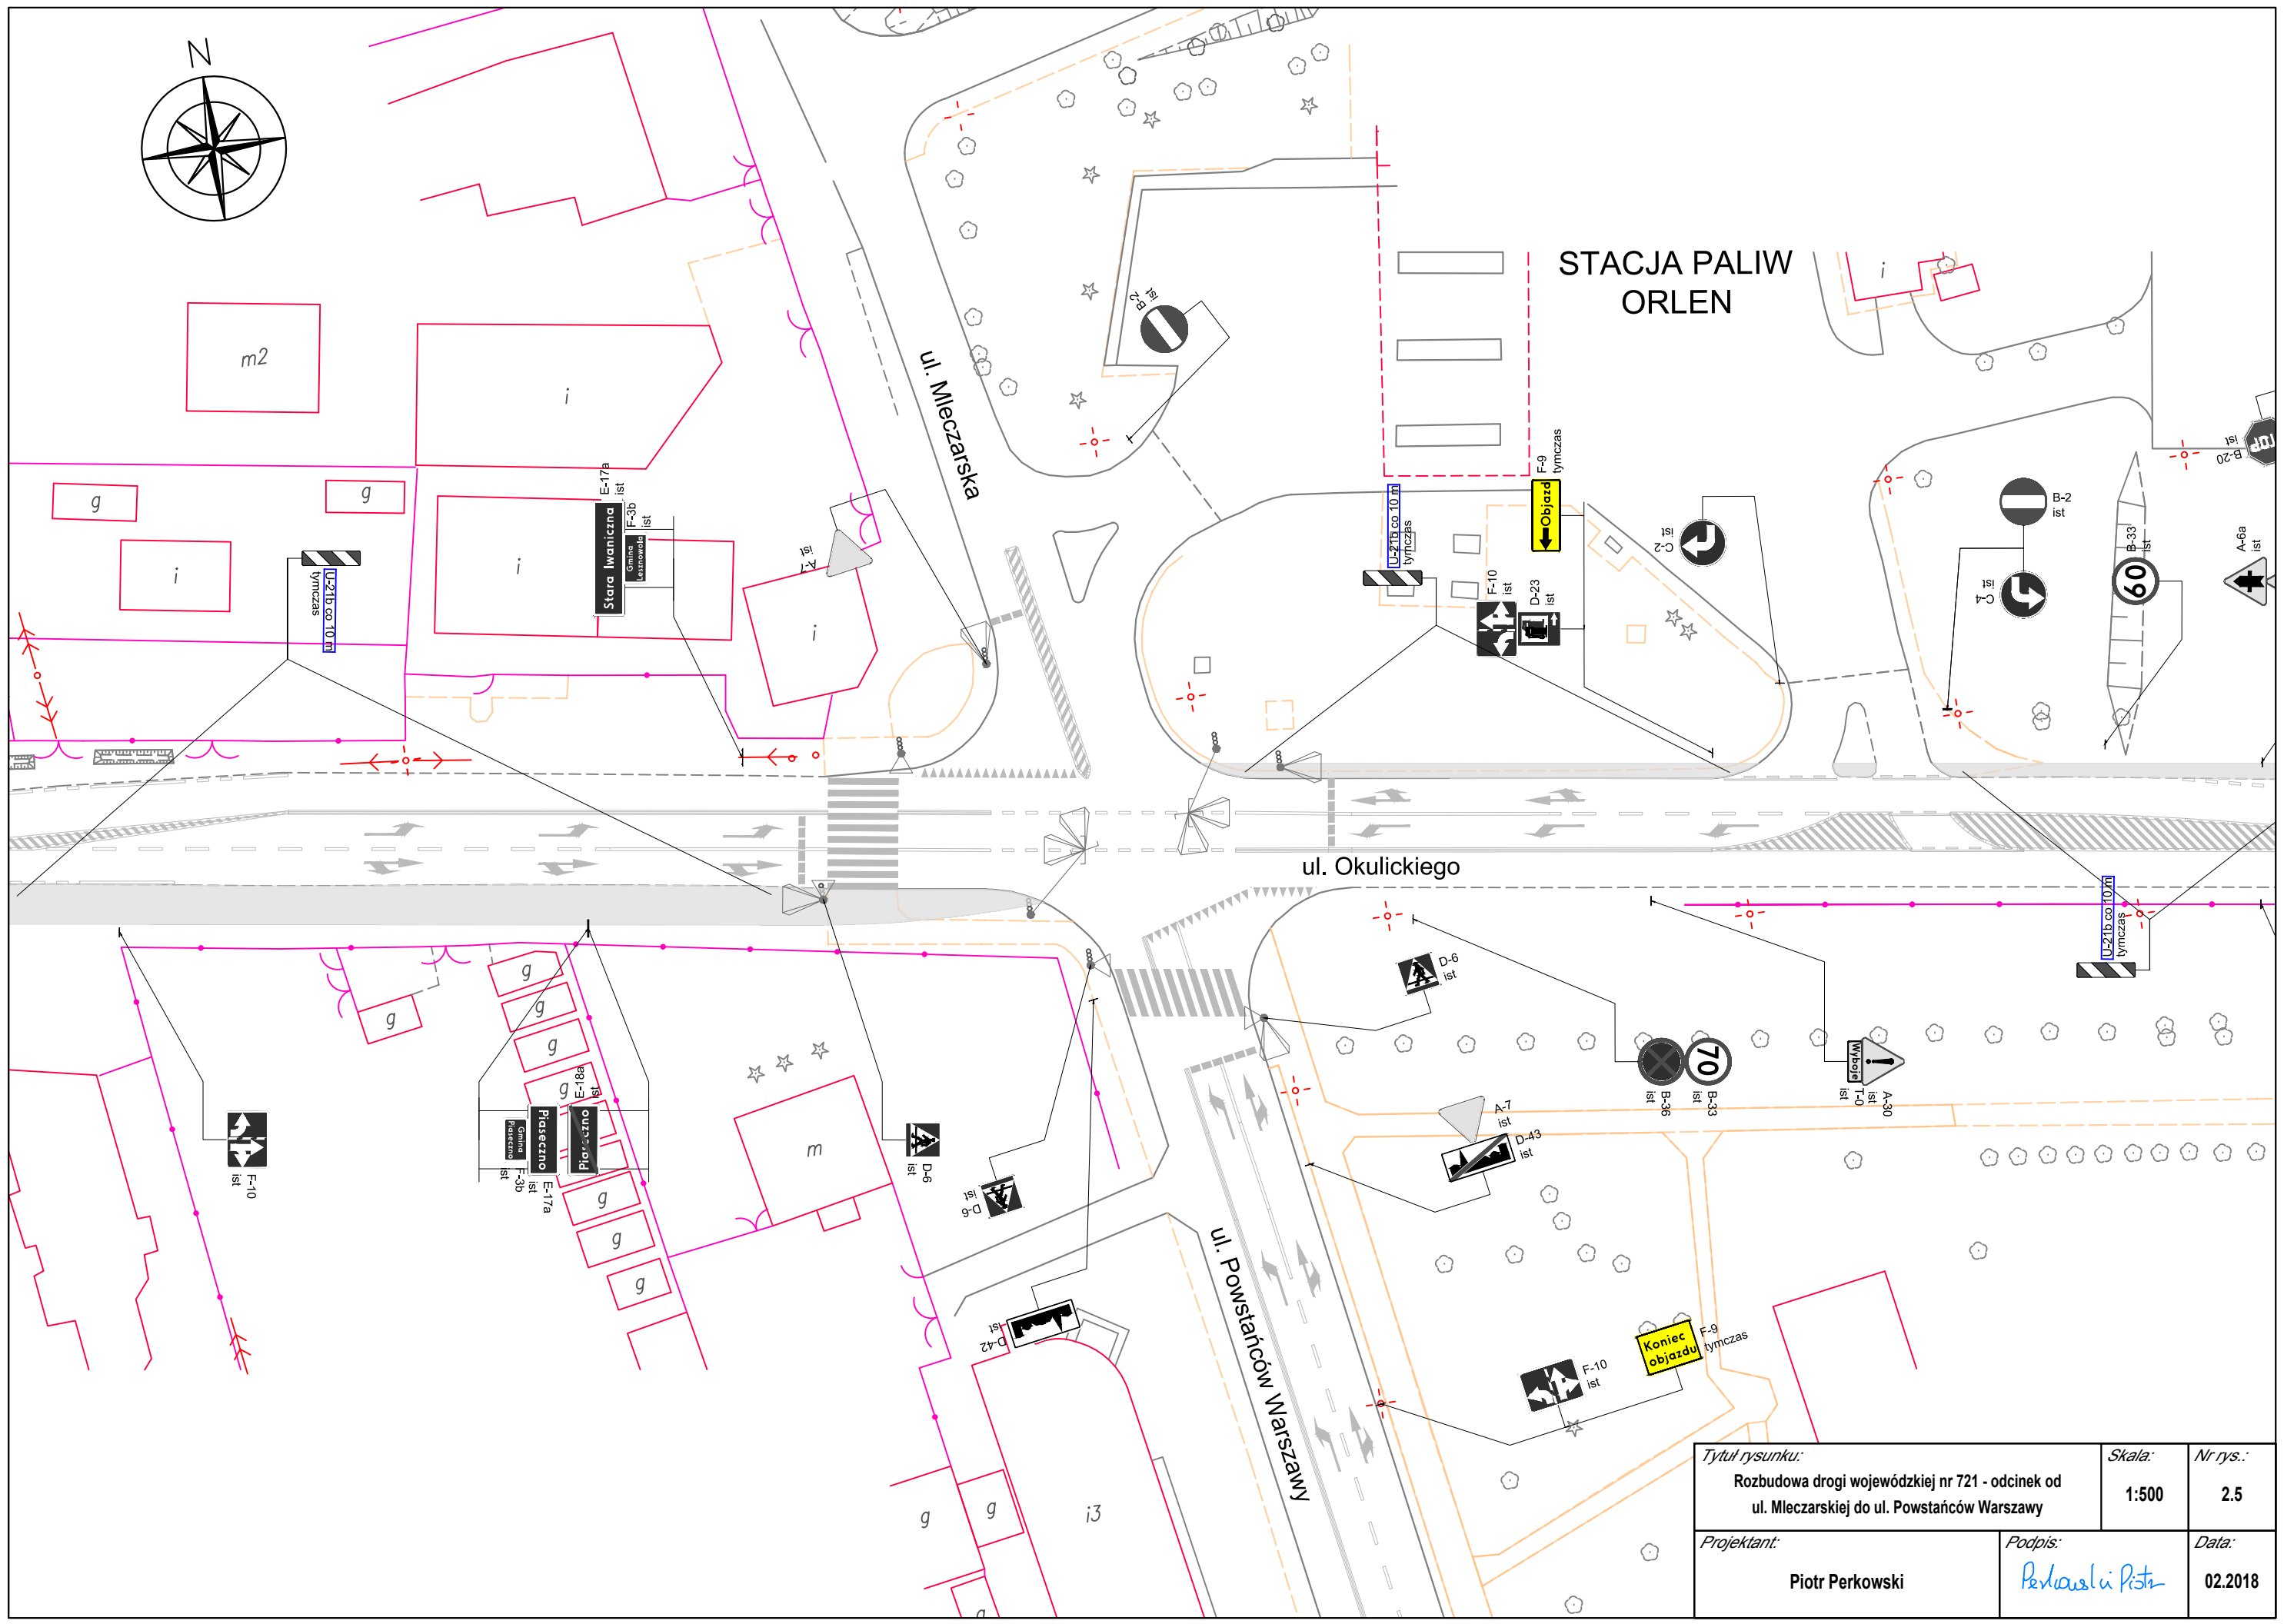 N
STACJA PALIW
ORLEN
i
B-2
ist
m2
i
ul. Mleczarska
g
g
i
i
i
E-17a
ist
Stara Iwaniczna
F-3b
ist
Gmina
Lesznowola
A-7
ist
U-21b co 10 m
tymczas
U-21b co 10 m
tymczas
F-9
tymczas
Objazd
F-10
ist
D-23
ist
C-2
ist
B-2
ist
C-4
ist
B-33
ist
60
A-6a
ist
B-20
ist
ul. Okulickiego
U-21b co 10 m
tymczas
g
g
g
g
g
g
g
g
F-10
ist
E-18a
ist
Piaseczno
Piaseczno
Gmina
Piaseczno
E-17a
ist
F-3b
ist
m
D-6
ist
D-6
ist
D-6
ist
D-42
ist
70
B-36
ist
B-33
ist
Wyboje
A-30
ist
T-0
ist
A-7
ist
D-43
ist
ul. Powstańców Warszawy
F-10
ist
Koniec
objazdu
F-9
tymczas
g
g
g
i3
Tytuł rysunku:
Rozbudowa drogi wojewódzkiej nr 721 - odcinek od
ul. Mleczarskiej do ul. Powstańców Warszawy
Skala:
1:500
Nr rys.:
2.5
Projektant:
Piotr Perkowski
Podpis:
Perkowski Piotr
Data:
02.2018